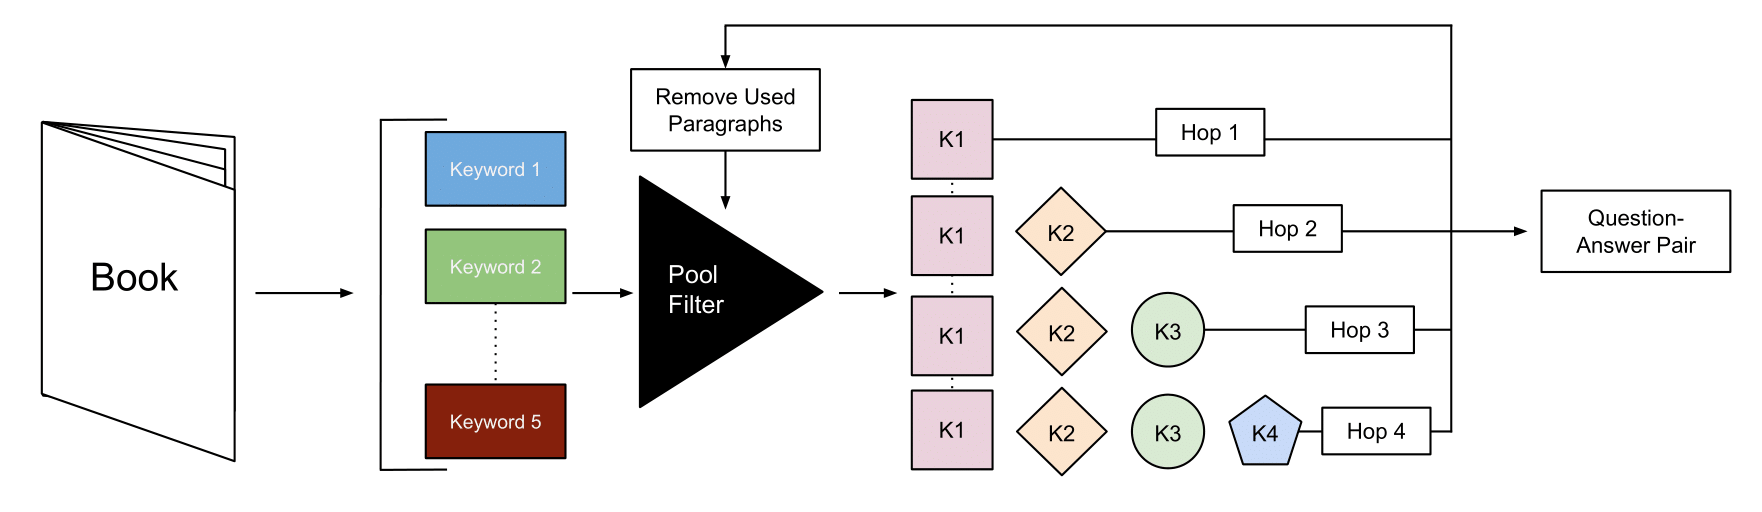 Book
Keyword 1
Keyword 2
Keyword 5
Remove Used
Paragraphs
Pool
Filter
K1
Hop 1
K1
K2
Hop 2
K1
K2
K3
Hop 3
K1
K2
K3
K4
Hop 4
Question-
Answer Pair